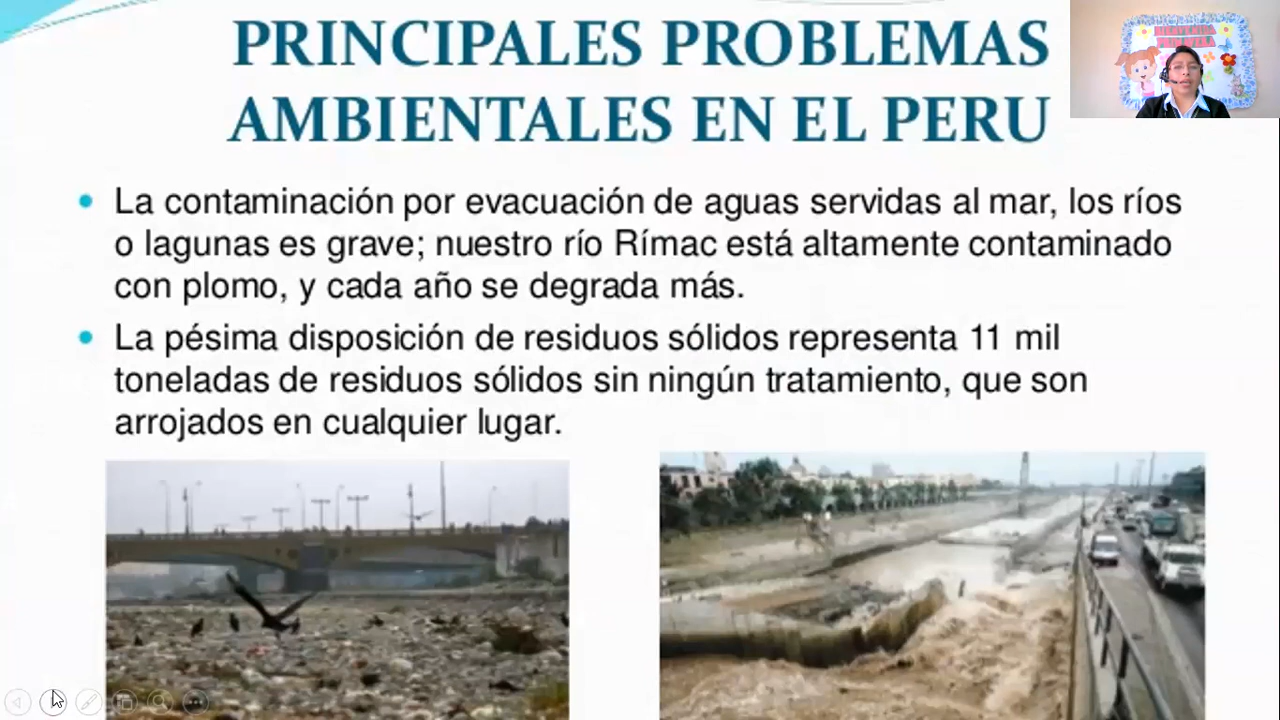 PRINCIPALES PROBLEMAS
AMBIENTALES EN EL PERU
BIENVENIDA
PRIMAVERA
La contaminación por evacuación de aguas servidas al mar, los ríos
o lagunas es grave; nuestro río Rímac está altamente contaminado
con plomo, y cada año se degrada más.
La pésima disposición de residuos sólidos representa 11 mil
toneladas de residuos sólidos sin ningún tratamiento, que son
arrojados en cualquier lugar.